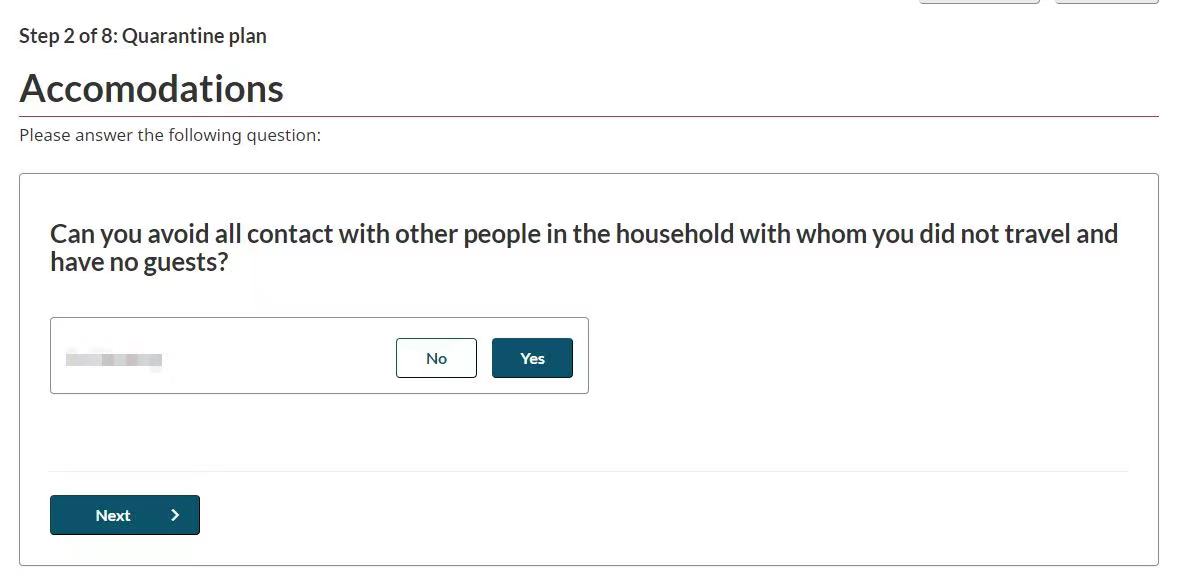 Step 2 of 8: Quarantine plan
Accomodations
Please answer the following question:
Can you avoid all contact with other people in the household with whom you did not travel and
have no guests?
No Yes
Next